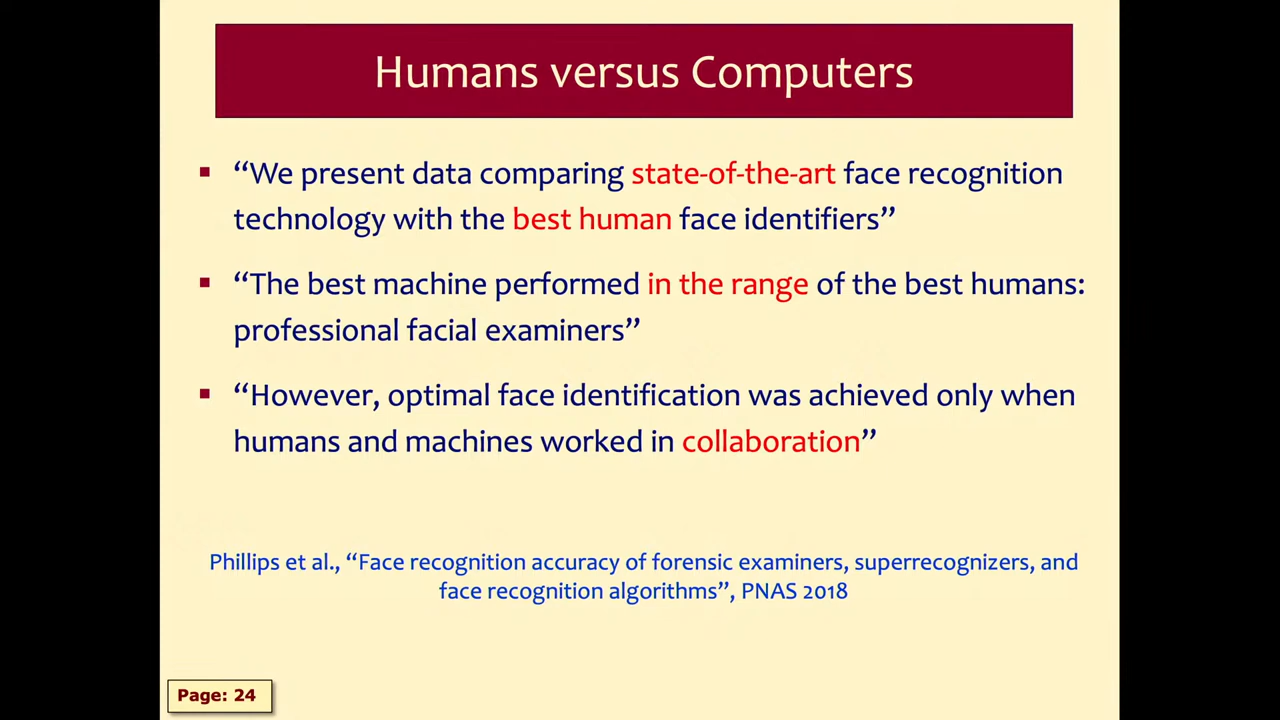 Humans versus Computers
▪ “We present data comparing state-of-the-art face recognition
technology with the best human face identifiers”
▪ “The best machine performed in the range of the best humans:
professional facial examiners”
▪ “However, optimal face identification was achieved only when
humans and machines worked in collaboration”
Phillips et al., “Face recognition accuracy of forensic examiners, superrecognizers, and
face recognition algorithms”, PNAS 2018
Page: 24